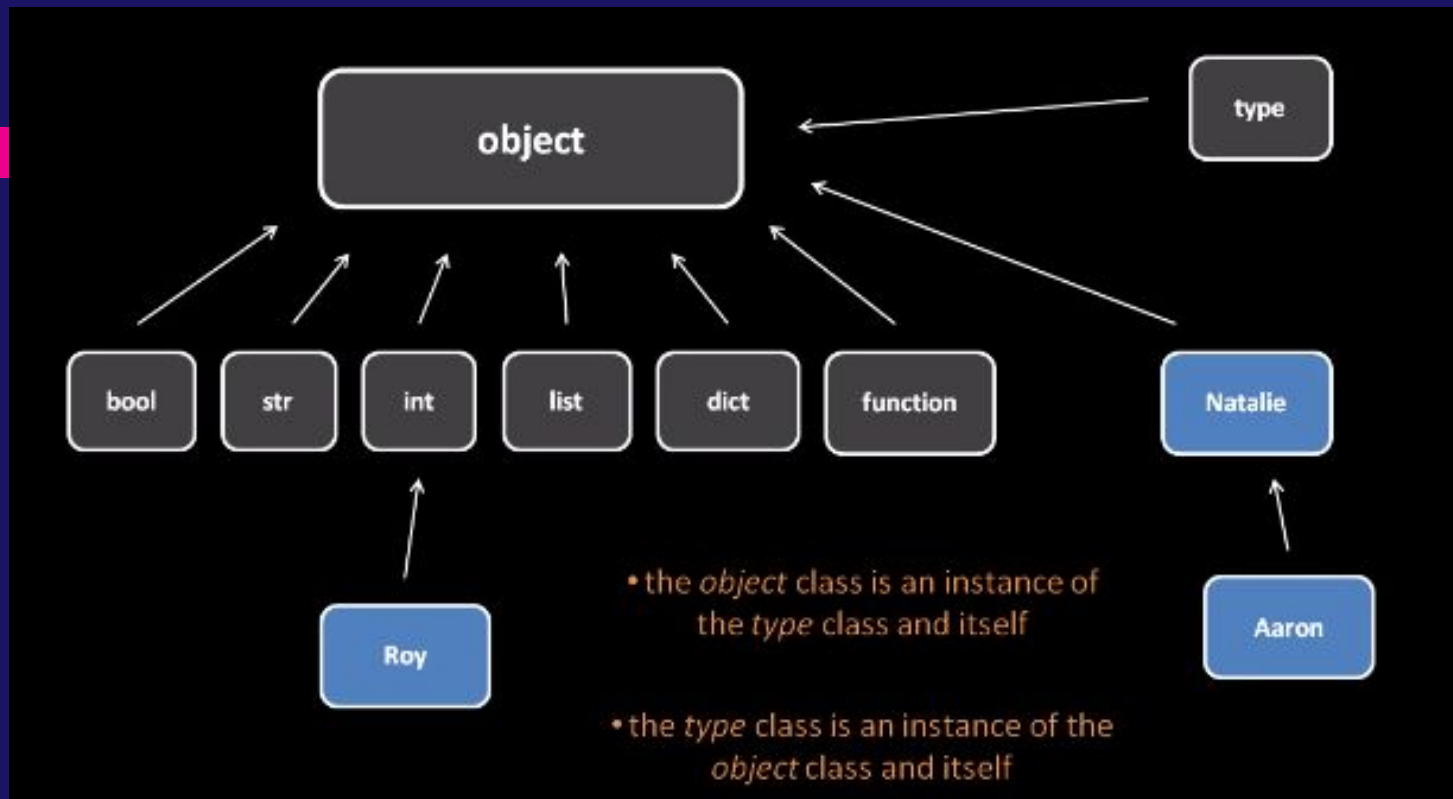 object
type
bool
str
int
list
dict
function
Natalie
Roy
Aaron
• the object class is an instance of
the type class and itself
• the type class is an instance of the
object class and itself